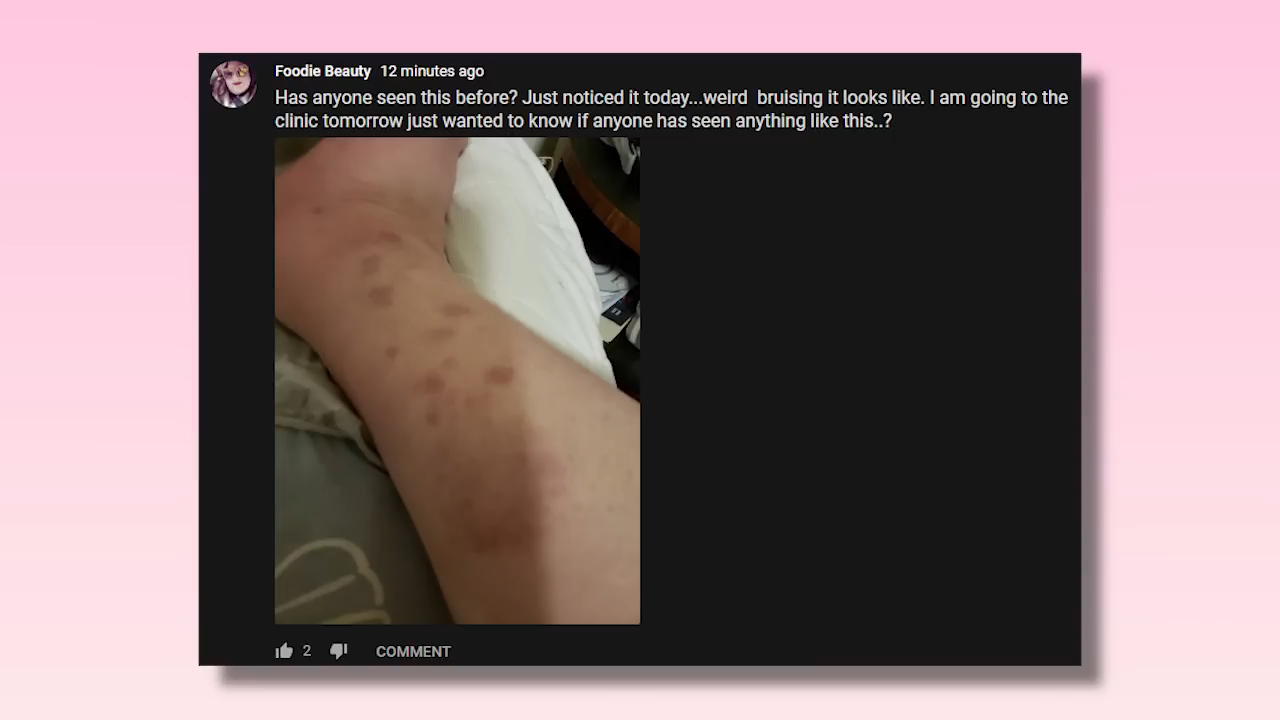 Foodie Beauty 12 minutes ago
Has anyone seen this before? Just noticed it today...weird  bruising it looks like. I am going to the
clinic tomorrow just wanted to know if anyone has seen anything like this..?
2 COMMENT